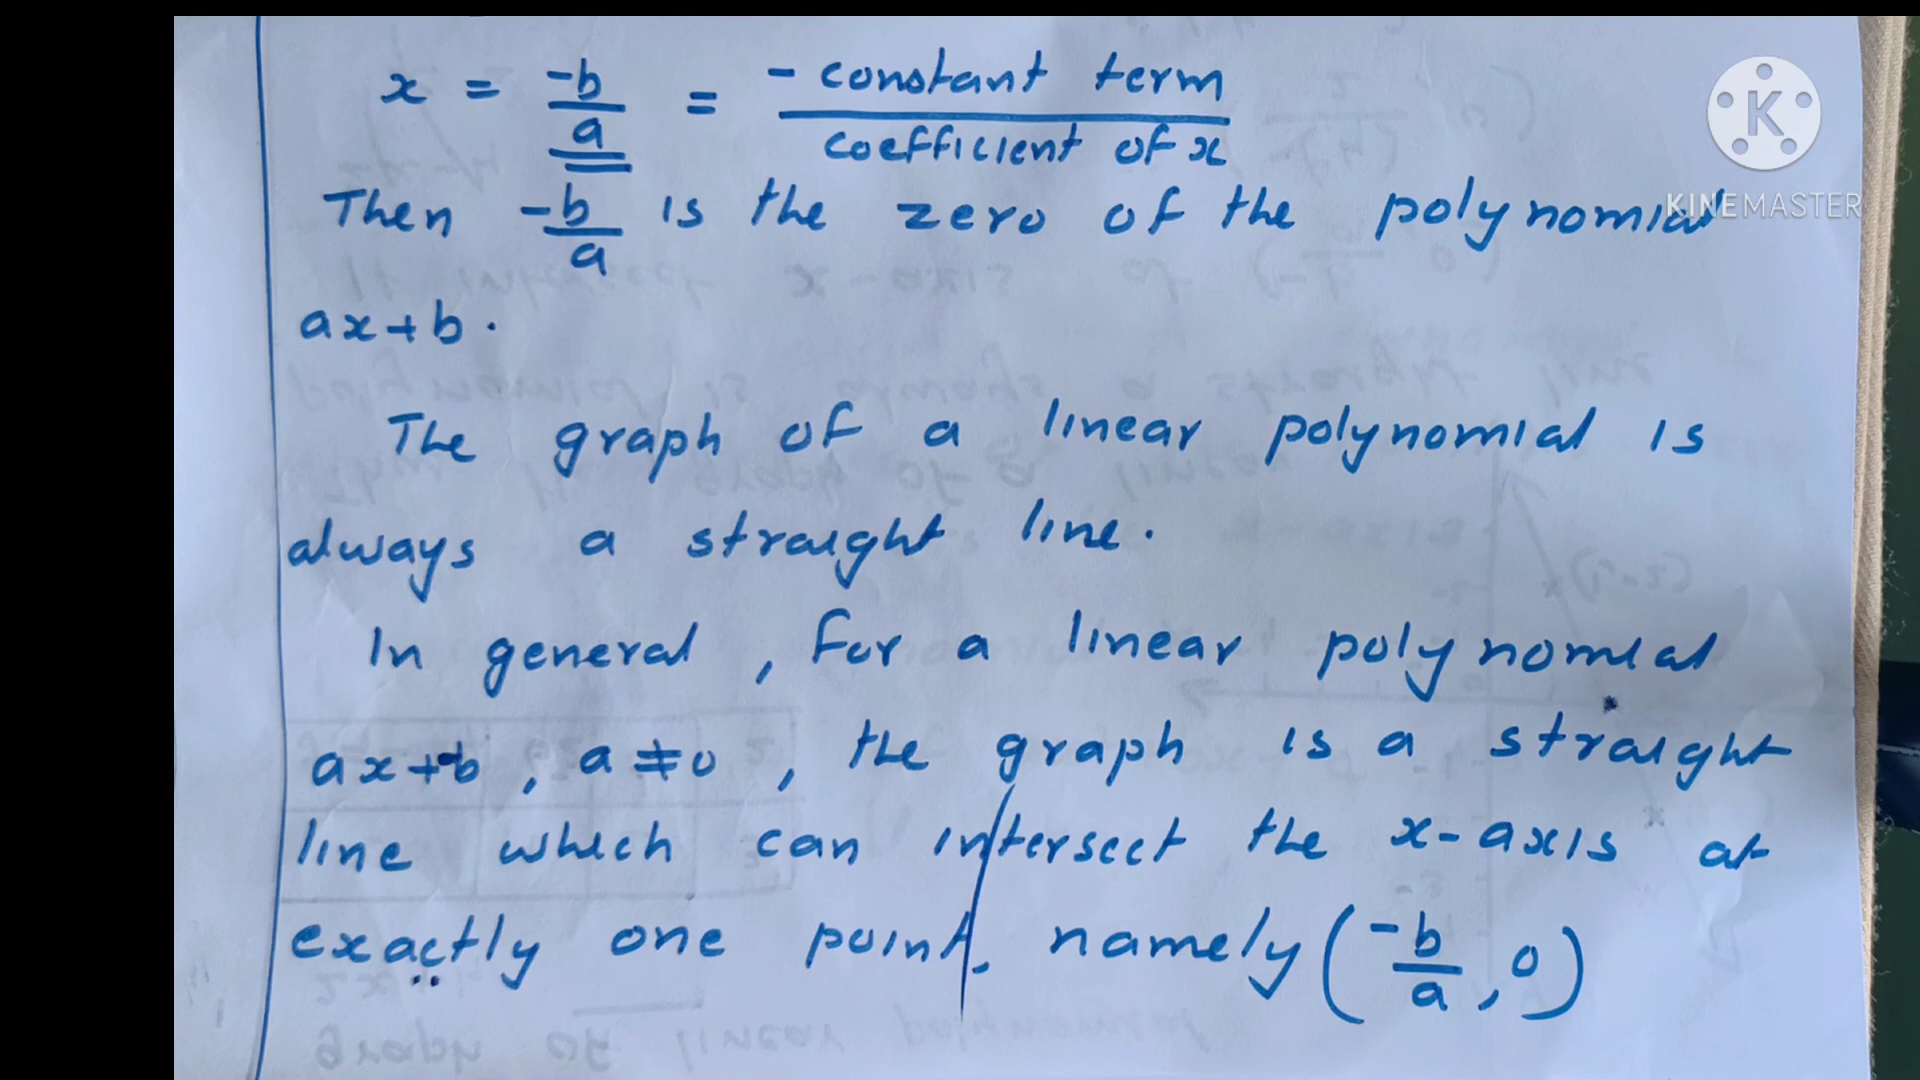 x = -b/a = - constant term / coefficient of x
KINEMASTER
Then -b/a is the zero of the polynomial
ax+b.
The graph of a linear polynomial is
always a straight line.
In general, for a linear polynomial
ax+b, a≠0, the graph is a straight
line which can intersect the x-axis at
exactly one point, namely (-b/a, 0)